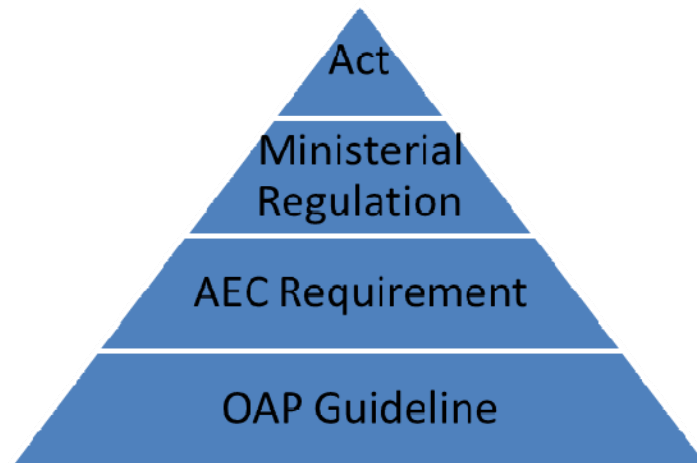 Act
Ministerial
Regulation
AEC Requirement
OAP Guideline